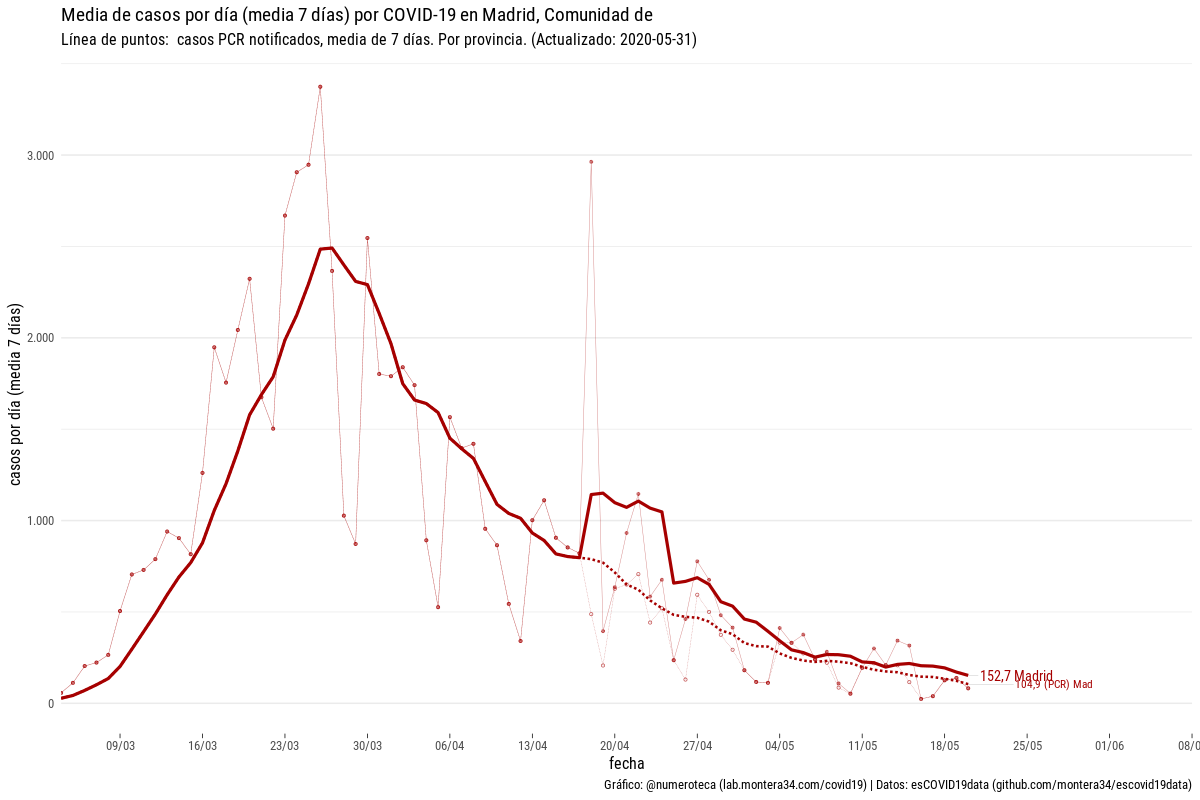 Media de casos por día (media 7 días) por COVID-19 en Madrid, Comunidad de
Línea de puntos:  casos PCR notificados, media de 7 días. Por provincia. (Actualizado: 2020-05-31)
casos por día (media 7 días)
3.000
2.000
1.000
0
152,7 Madrid
104,9 (PCR) Mad
09/03 16/03 23/03 30/03 06/04 13/04 20/04 27/04 04/05 11/05 18/05 25/05 01/06 08/0
fecha
Gráfico: @numeroteca (lab.montera34.com/covid19) | Datos: esCOVID19data (github.com/montera34/escovid19data)